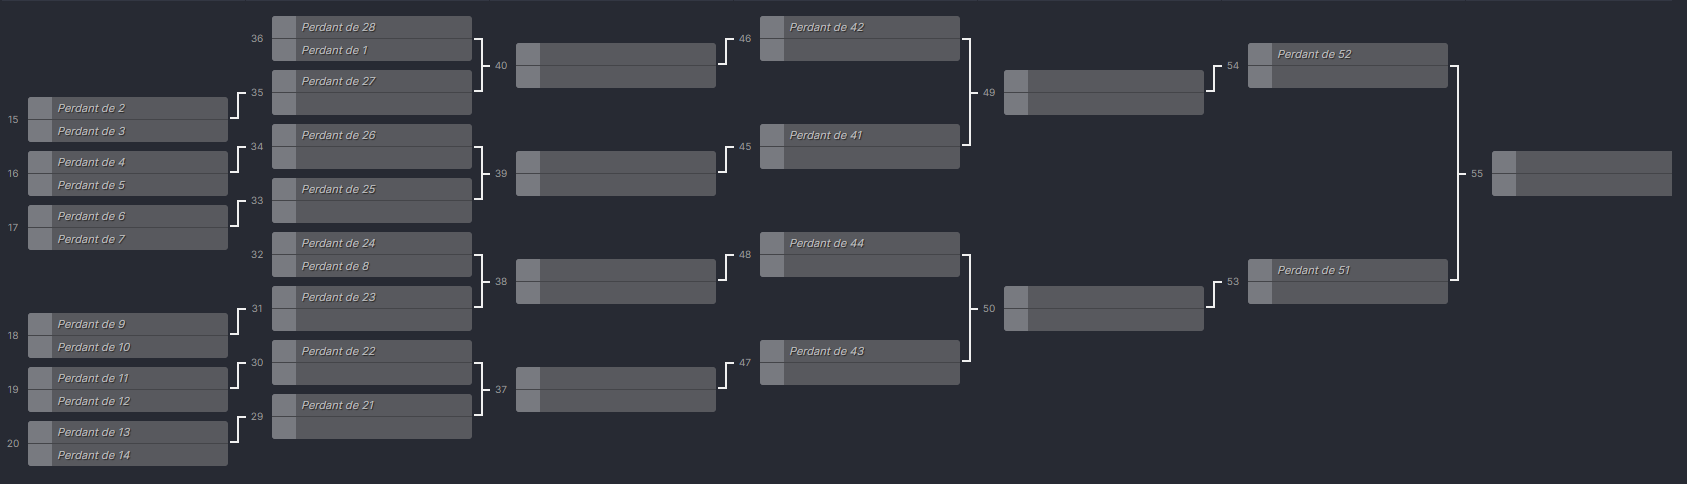 15
Perdant de 2
Perdant de 3
16
Perdant de 4
Perdant de 5
17
Perdant de 6
Perdant de 7
18
Perdant de 9
Perdant de 10
19
Perdant de 11
Perdant de 12
20
Perdant de 13
Perdant de 14
36
Perdant de 28
Perdant de 1
35
Perdant de 27
34
Perdant de 26
33
Perdant de 25
32
Perdant de 24
Perdant de 8
31
Perdant de 23
30
Perdant de 22
29
Perdant de 21
40
39
38
37
46
Perdant de 42
45
Perdant de 41
48
Perdant de 44
47
Perdant de 43
49
50
54
Perdant de 52
53
Perdant de 51
55